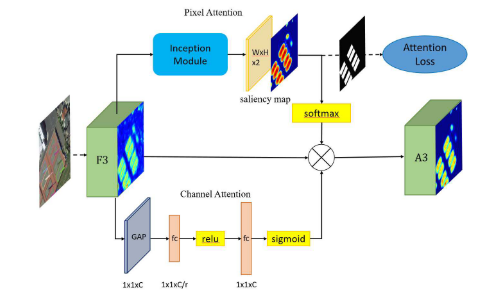 Pixel Attention
Inception
Module
WxH
x2
Attention
Loss
saliency map
softmax
F3
A3
Channel Attention
GAP
fc
relu
fc
sigmoid
1x1xC
1x1xC/r
1x1xC